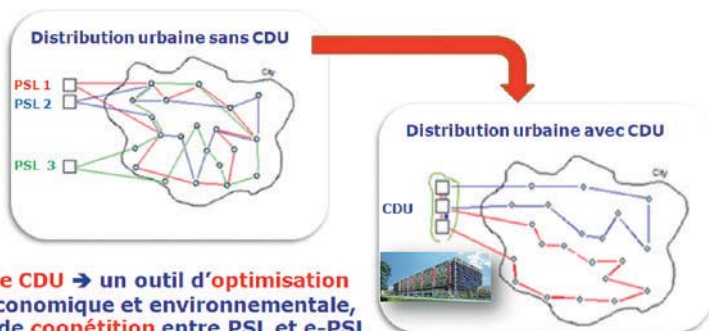 Distribution urbaine sans CDU
City
PSL 1
PSL 2
PSL 3
Distribution urbaine avec CDU
City
CDU
e CDU ➔ un outil d'optimisation
conomique et environnementale,
de coopétition entre PSL et e-PSL